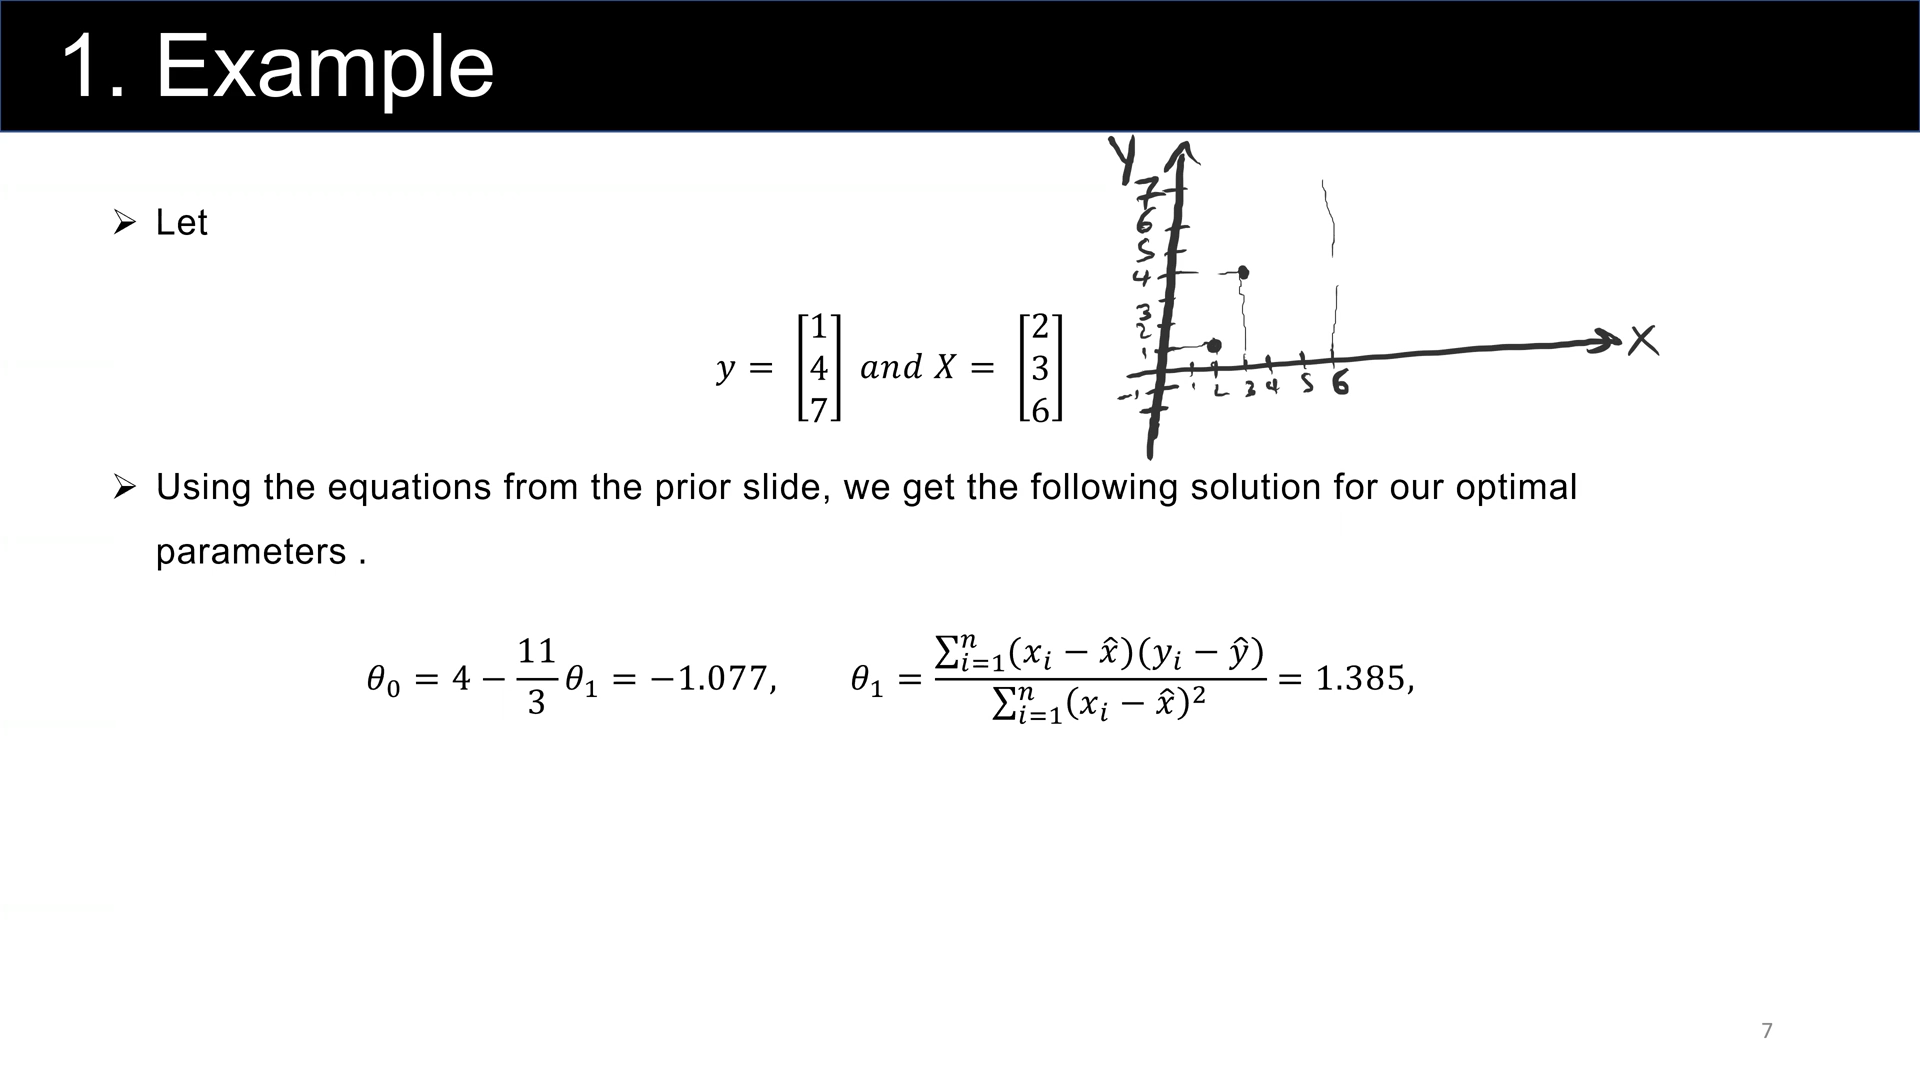 1. Example
➢ Let
y = [1 4 7] and X = [2 3 6]
Y
7
6
5
4
3
2
1
-1
1 2 3 4 5 6
X
➢ Using the equations from the prior slide, we get the following solution for our optimal
parameters .
θ₀ = 4 − 11/3 θ₁ = −1.077, θ₁ = ∑ⁿᵢ₌₁(xᵢ − x̂)(yᵢ − ŷ) / ∑ⁿᵢ₌₁(xᵢ − x̂)² = 1.385,
7